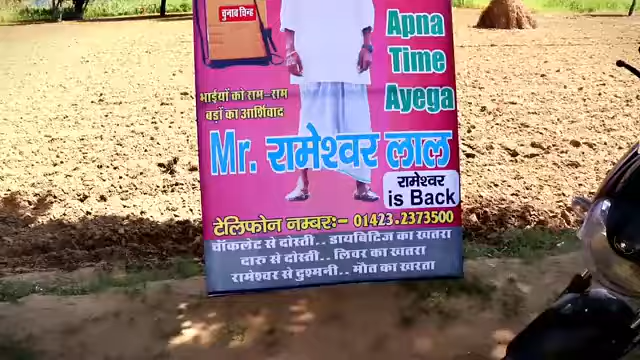 चुनाव चिन्ह
Apna
Time
Ayega
भाईयों को राम-राम
बड़ों का आर्शिवाद
Mr. रामेश्वर लाल
रामेश्वर
is Back
टेलिफोन नम्बरः- 01423.2373500
चॉकलेट से दोस्ती.. डायबिटिज का खतरा
दारू से दोस्ती.. लिवर का खतरा
रामेश्वर से दुश्मनी.. मौत का खतरा